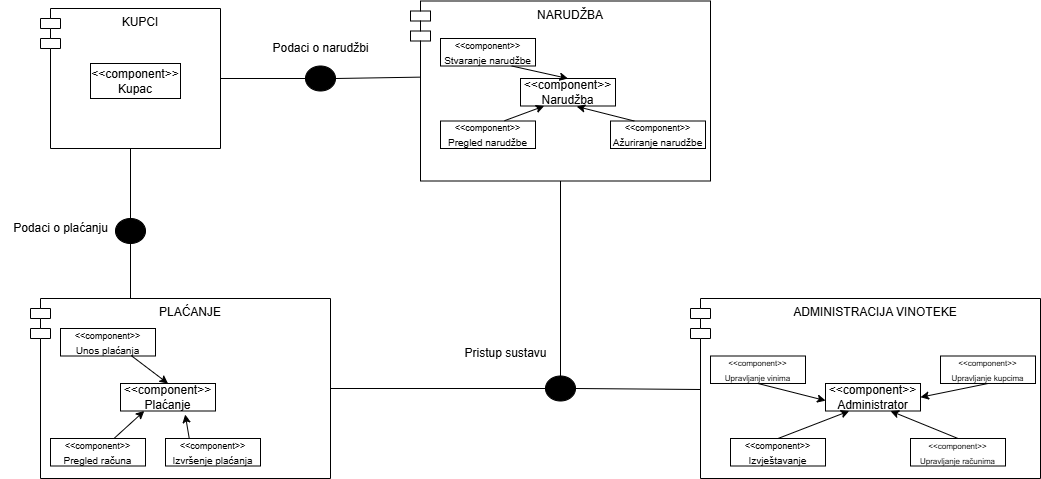 KUPCI
<<component>>
Kupac
Podaci o narudžbi
NARUDŽBA
<<component>>
Stvaranje narudžbe
<<component>>
Narudžba
<<component>>
Pregled narudžbe
<<component>>
Ažuriranje narudžbe
Podaci o plaćanju
PLAĆANJE
<<component>>
Unos plaćanja
<<component>>
Plaćanje
<<component>>
Pregled računa
<<component>>
Izvršenje plaćanja
Pristup sustavu
ADMINISTRACIJA VINOTEKE
<<component>>
Upravljanje vinima
<<component>>
Upravljanje kupcima
<<component>>
Administrator
<<component>>
Izvještavanje
<<component>>
Upravljanje računima